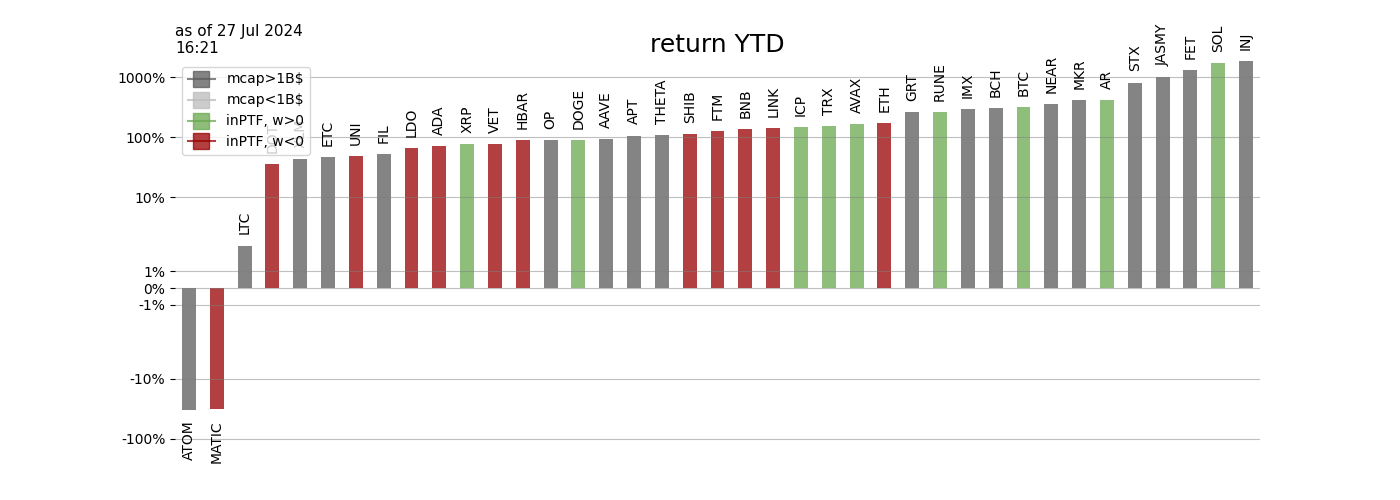 as of 27 Jul 2024
16:21
return YTD
mcap>1B$
mcap<1B$
inPTF, w>0
inPTF, w<0
1000%
100%
10%
1%
0%
-1%
-10%
-100%
ATOM
MATIC
LTC
DOT
ETC
UNI
FIL
LDO
ADA
XRP
VET
HBAR
OP
DOGE
AAVE
APT
THETA
SHIB
FTM
BNB
LINK
ICP
TRX
AVAX
ETH
GRT
RUNE
IMX
BCH
BTC
NEAR
MKR
AR
STX
JASMY
FET
SOL
INJ